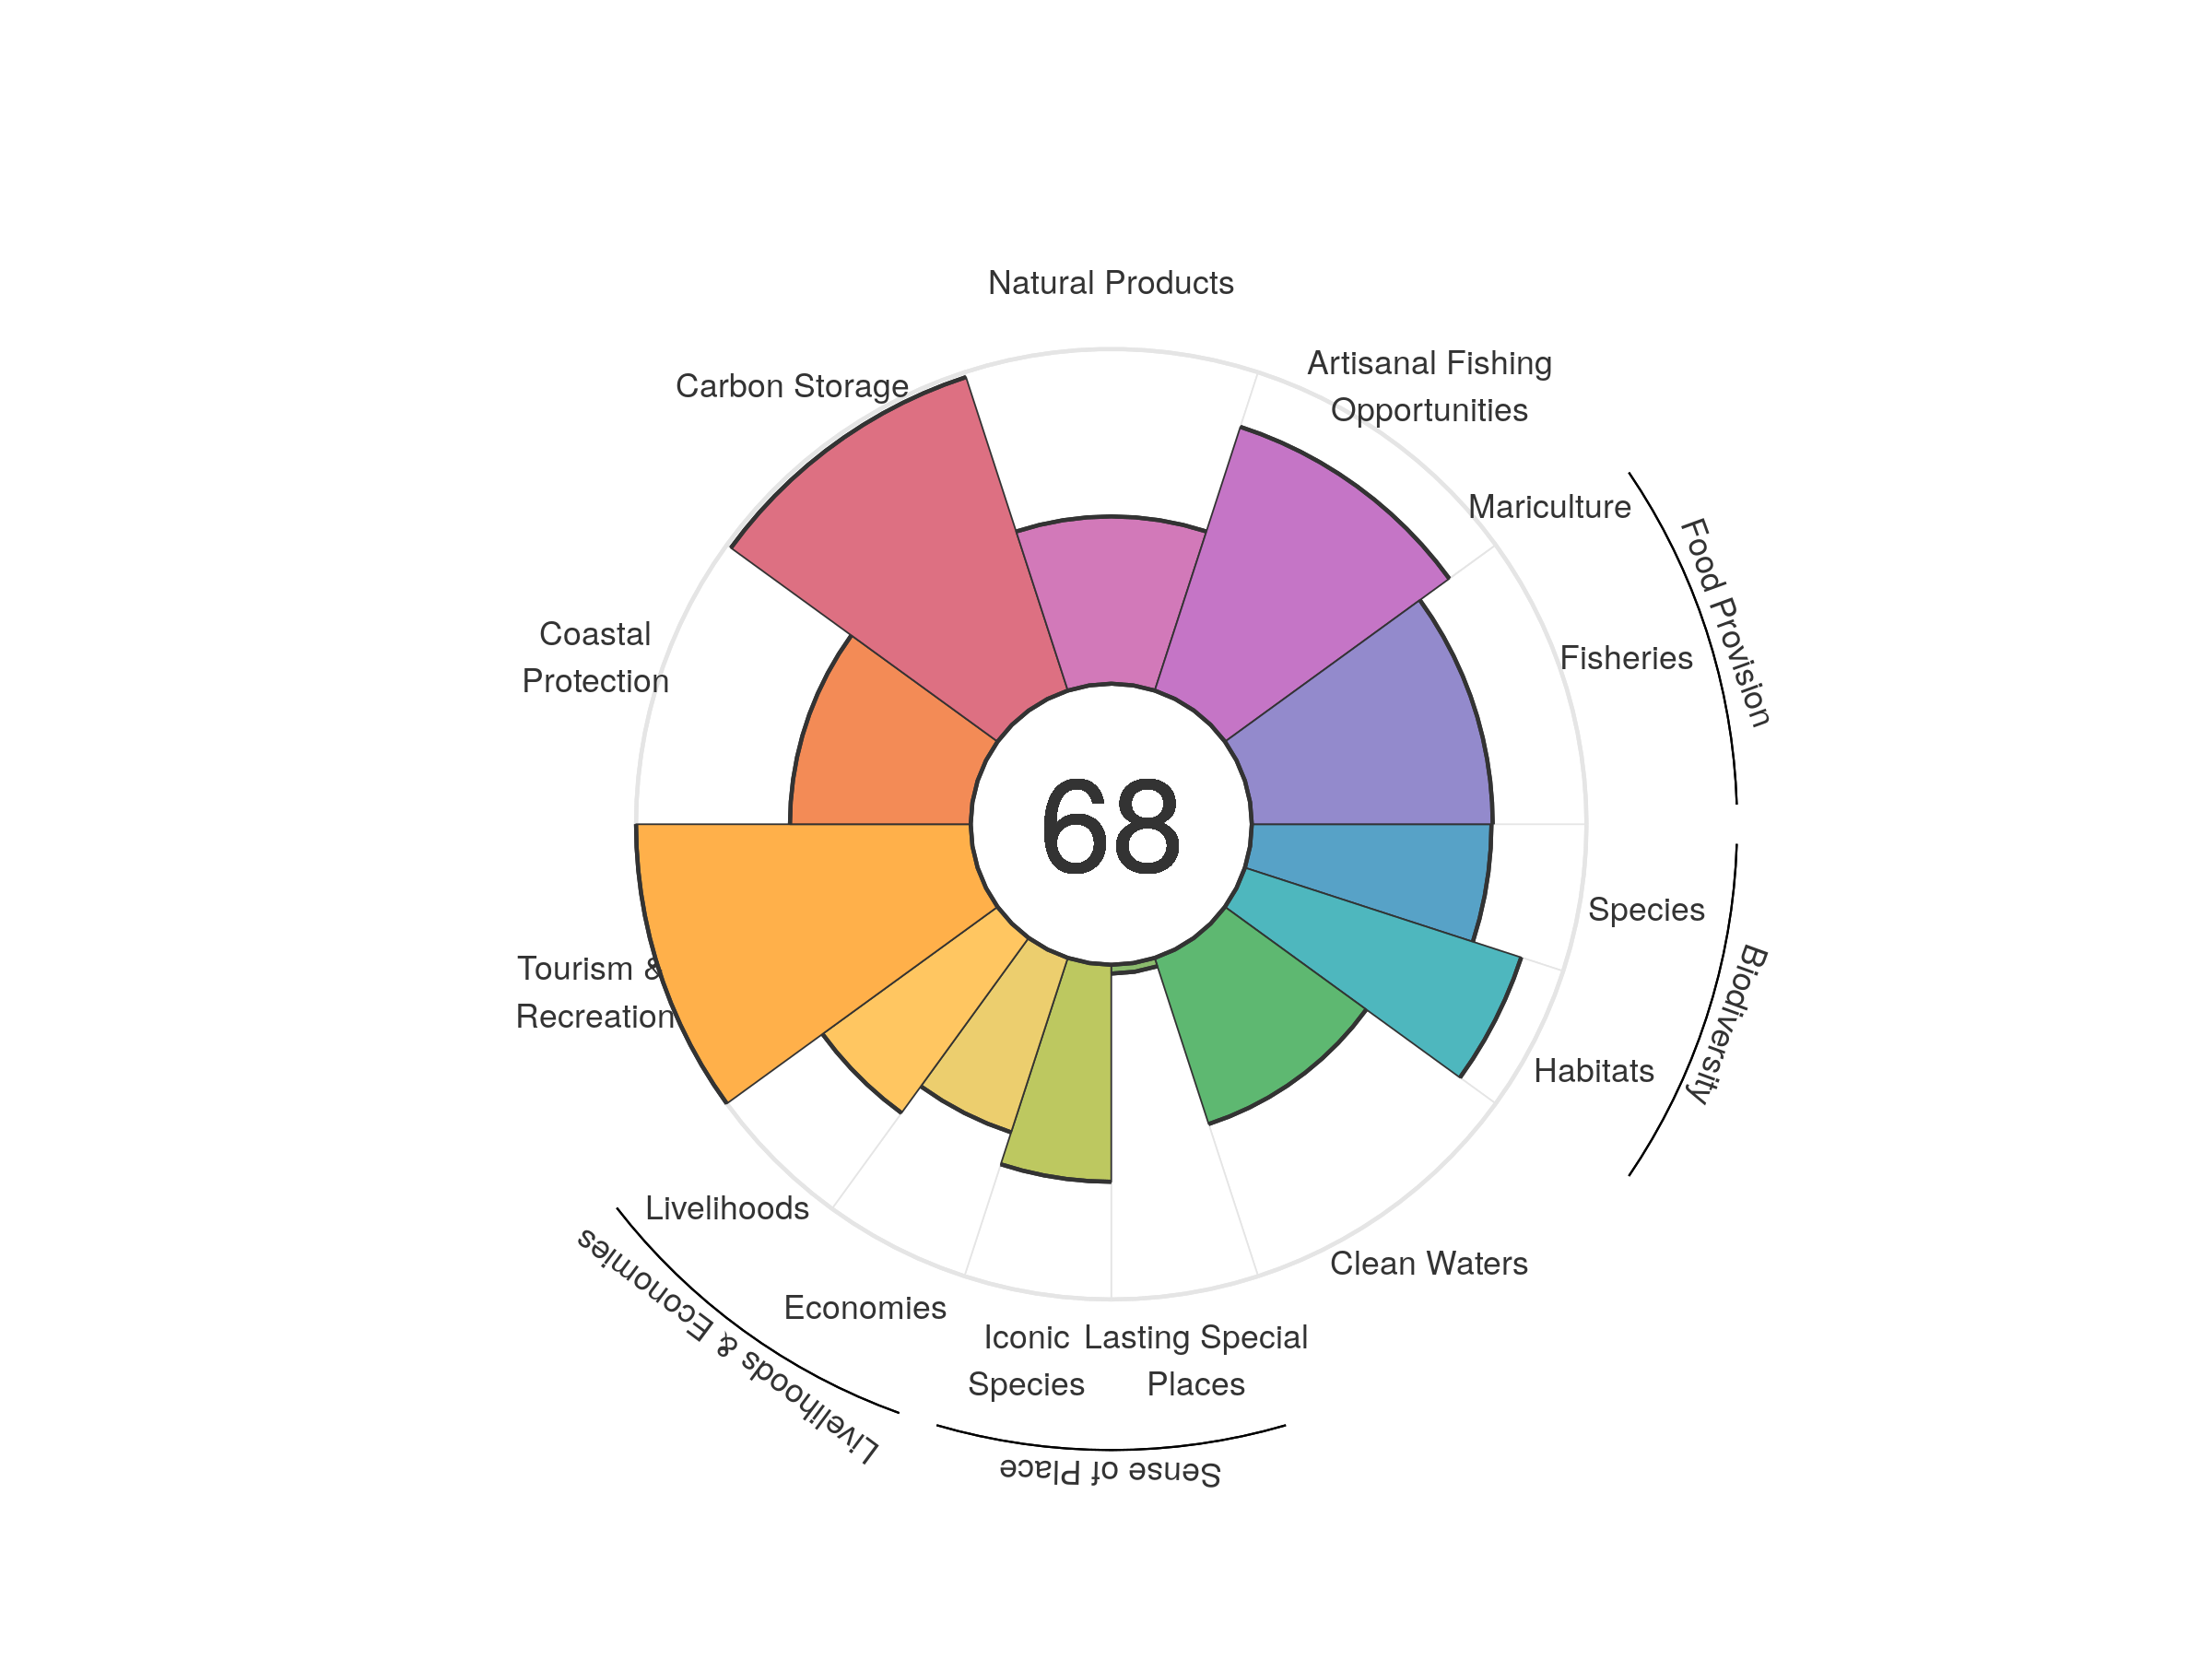 Natural Products
Artisanal Fishing
Opportunities
Carbon Storage
Mariculture
Food Provision
Coastal
Protection
Fisheries
68
Species
Biodiversity
Tourism &
Recreation
Habitats
Livelihoods
Clean Waters
Economies
Livelihoods & Economies
Iconic
Species
Lasting Special
Places
Sense of Place